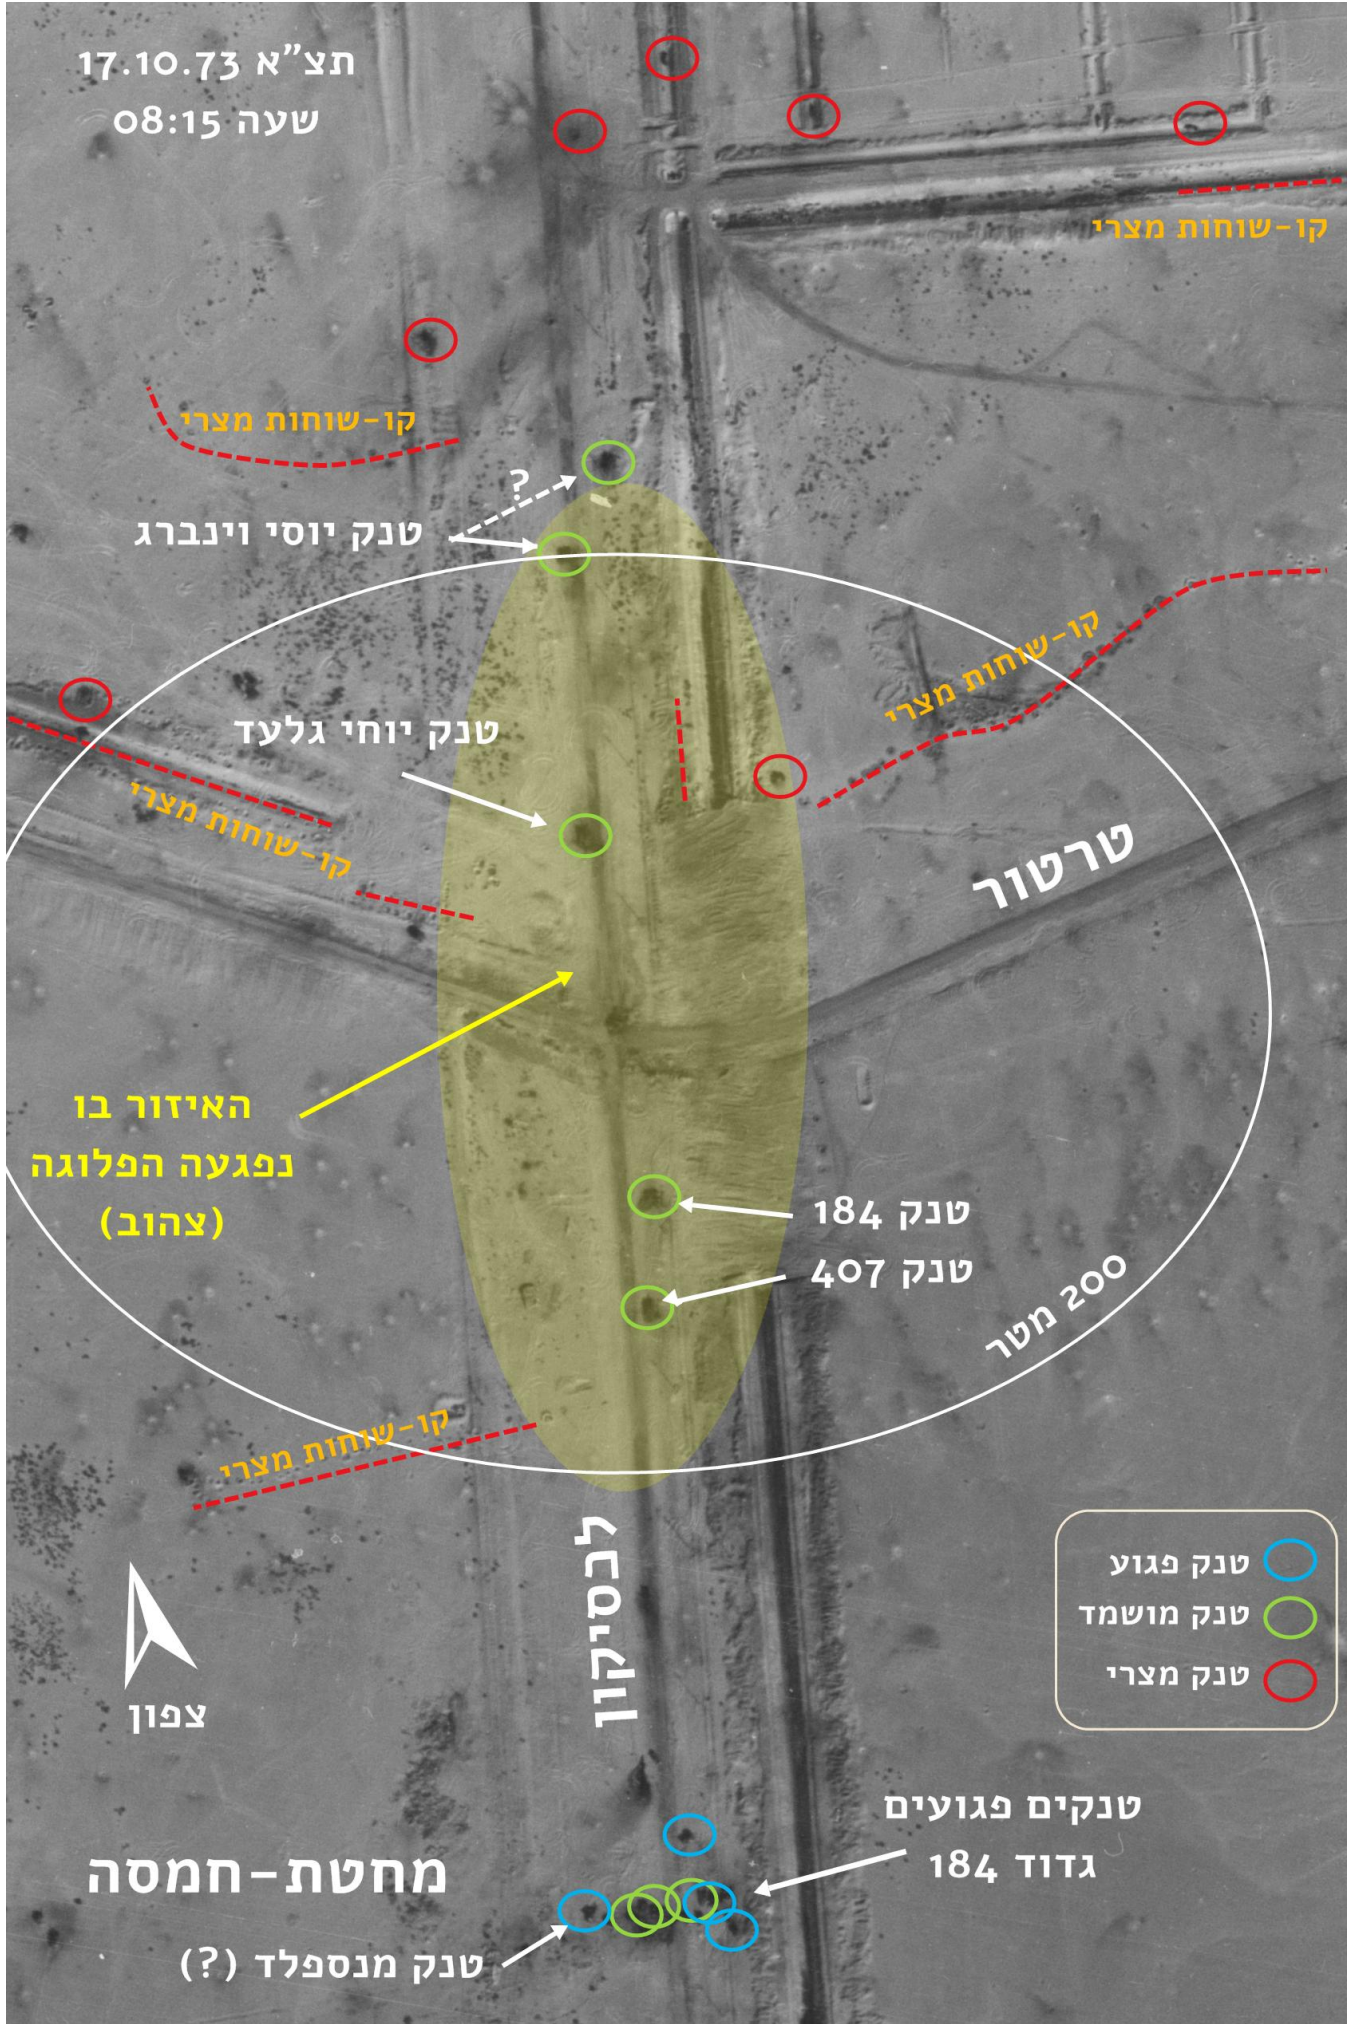 תצ"א 17.10.73
שעה 08:15
קו-שוחות מצרי
קו-שוחות מצרי
?
טנק יוסי וינברג
קו-שוחות מצרי
טנק יוחי גלעד
קו-שוחות מצרי
טרטור
האיזור בו
נפגעה הפלוגה
(צהוב)
טנק 184
טנק 407
200 מטר
קו-שוחות מצרי
לכסיקון
טנק פגוע
טנק מושמד
טנק מצרי
צפון
טנקים פגועים
גדוד 184
מחטת-חמסה
טנק מנספלד (?)